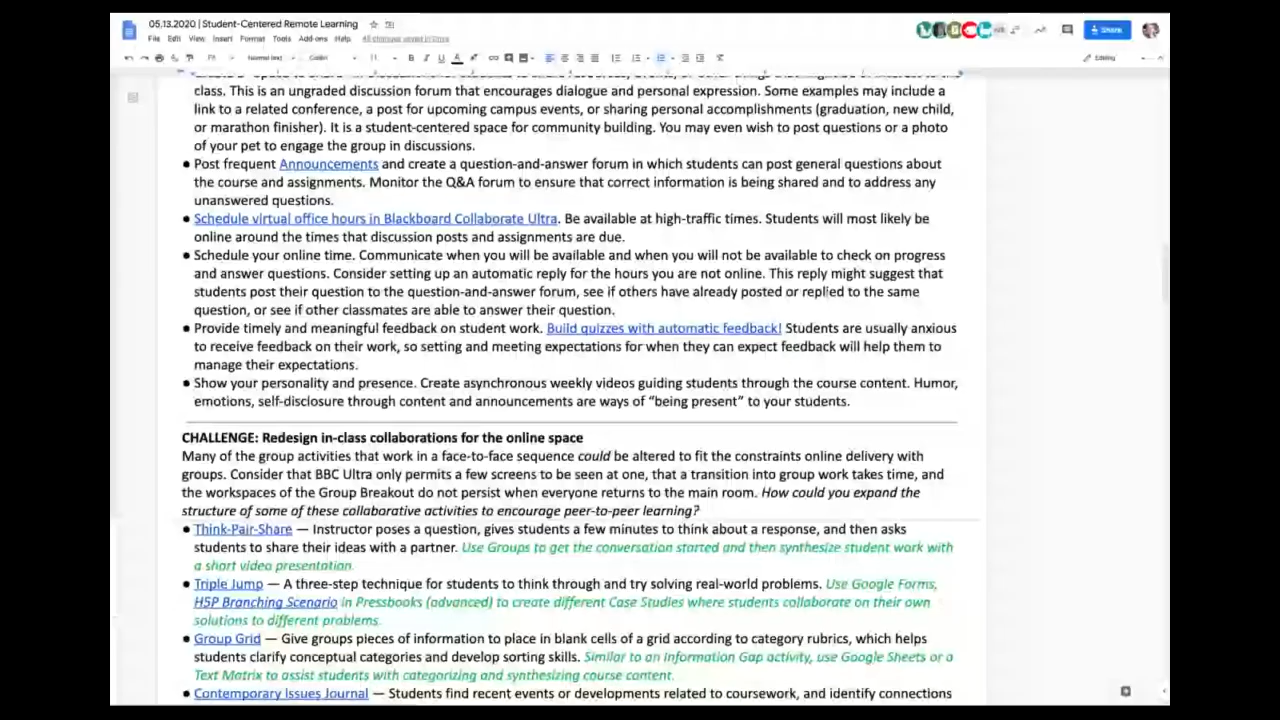 05.13.2020 | Student-Centered Remote Learning
File Edit View Insert Format Tools Add-ons Help All changes saved in Drive
Share
Normal text Calibri 11 Editing
class. This is an ungraded discussion forum that encourages dialogue and personal expression. Some examples may include a
link to a related conference, a post for upcoming campus events, or sharing personal accomplishments (graduation, new child,
or marathon finisher). It is a student-centered space for community building. You may even wish to post questions or a photo
of your pet to engage the group in discussions.
● Post frequent Announcements and create a question-and-answer forum in which students can post general questions about
the course and assignments. Monitor the Q&A forum to ensure that correct information is being shared and to address any
unanswered questions.
● Schedule virtual office hours in Blackboard Collaborate Ultra. Be available at high-traffic times. Students will most likely be
online around the times that discussion posts and assignments are due.
● Schedule your online time. Communicate when you will be available and when you will not be available to check on progress
and answer questions. Consider setting up an automatic reply for the hours you are not online. This reply might suggest that
students post their question to the question-and-answer forum, see if others have already posted or replied to the same
question, or see if other classmates are able to answer their question.
● Provide timely and meaningful feedback on student work. Build quizzes with automatic feedback! Students are usually anxious
to receive feedback on their work, so setting and meeting expectations for when they can expect feedback will help them to
manage their expectations.
● Show your personality and presence. Create asynchronous weekly videos guiding students through the course content. Humor,
emotions, self-disclosure through content and announcements are ways of “being present” to your students.
CHALLENGE: Redesign in-class collaborations for the online space
Many of the group activities that work in a face-to-face sequence could be altered to fit the constraints online delivery with
groups. Consider that BBC Ultra only permits a few screens to be seen at one, that a transition into group work takes time, and
the workspaces of the Group Breakout do not persist when everyone returns to the main room. How could you expand the
structure of some of these collaborative activities to encourage peer-to-peer learning?
● Think-Pair-Share — Instructor poses a question, gives students a few minutes to think about a response, and then asks
students to share their ideas with a partner. Use Groups to get the conversation started and then synthesize student work with
a short video presentation.
● Triple Jump — A three-step technique for students to think through and try solving real-world problems. Use Google Forms,
H5P Branching Scenario in Pressbooks (advanced) to create different Case Studies where students collaborate on their own
solutions to different problems.
● Group Grid — Give groups pieces of information to place in blank cells of a grid according to category rubrics, which helps
students clarify conceptual categories and develop sorting skills. Similar to an Information Gap activity, use Google Sheets or a
Text Matrix to assist students with categorizing and synthesizing course content.
● Contemporary Issues Journal — Students find recent events or developments related to coursework, and identify connections